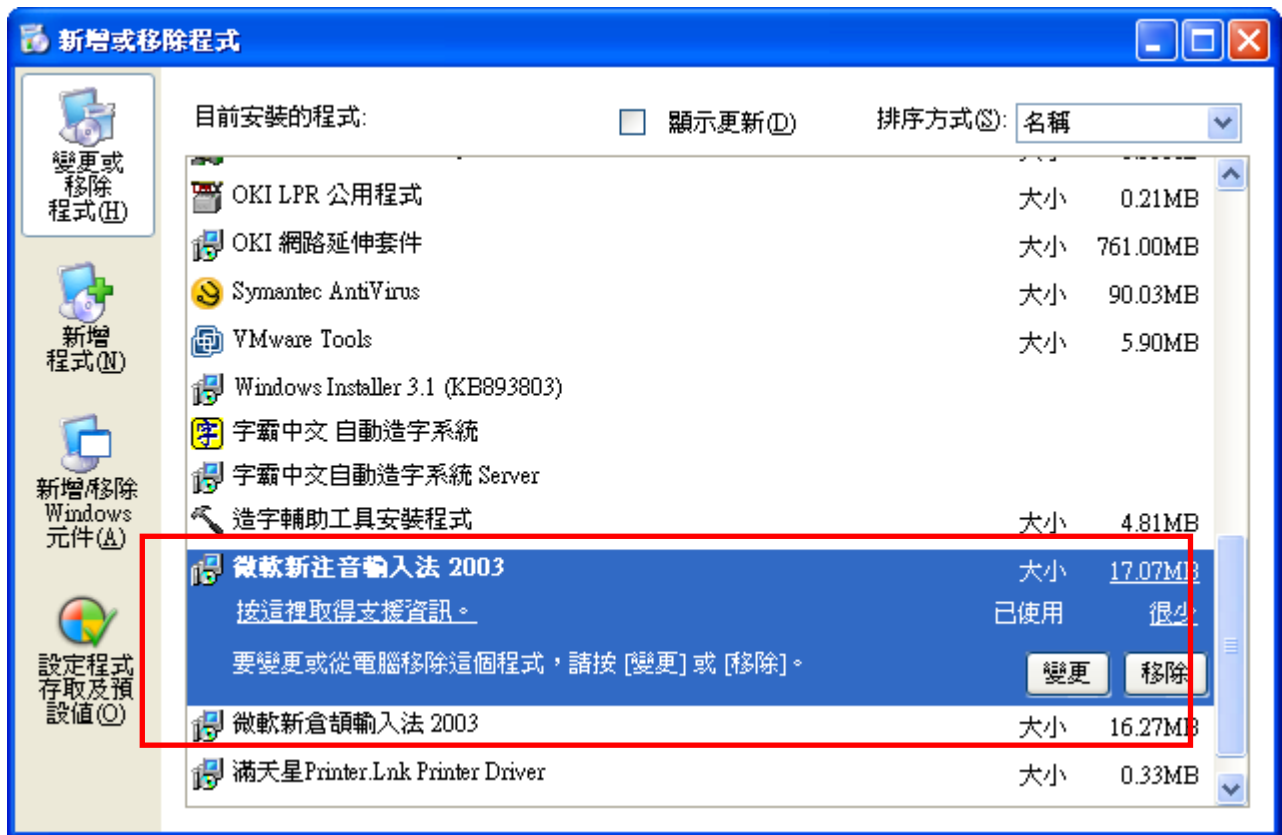 新增或移除程式
變更或
移除
程式(H)
新增
程式(N)
新增/移除
Windows
元件(A)
設定程式
存取及預
設值(O)
目前安裝的程式:
顯示更新(D)
排序方式(S): 名稱
OKI LPR 公用程式 大小 0.21MB
OKI 網路延伸套件 大小 761.00MB
Symantec AntiVirus 大小 90.03MB
VMware Tools 大小 5.90MB
Windows Installer 3.1 (KB893803)
字霸中文 自動造字系統
字霸中文自動造字系統 Server
造字輔助工具安裝程式 大小 4.81MB
微軟新注音輸入法 2003 大小 17.07MB
按這裡取得支援資訊。 已使用 很少
要變更或從電腦移除這個程式，請按 [變更] 或 [移除]。 變更 移除
微軟新倉頡輸入法 2003 大小 16.27MB
滿天星Printer.Lnk Printer Driver 大小 0.33MB